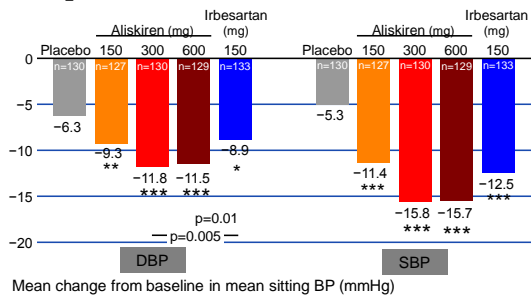 Irbesartan Irbesartan
Aliskiren (mg) (mg) Aliskiren (mg) (mg)
Placebo 150 300 600 150 Placebo 150 300 600 150
0 n=130 n=127 n=130 n=129 n=133 n=130 n=127 n=130 n=129 n=133
−5
−6.3 −5.3
−10 −9.3 −8.9
** −11.8 −11.5 * −11.4 −12.5
*** *** *** ***
−15
−15.8 −15.7
p=0.01 *** ***
p=0.005
−20
DBP SBP
Mean change from baseline in mean sitting BP (mmHg)